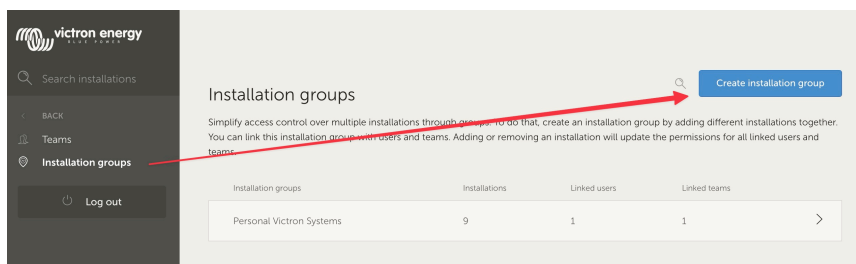 victron energy
BLUE POWER
Search installations
BACK
Teams
Installation groups
Log out
Create installation group
Installation groups
Simplify access control over multiple installations through groups. To do that, create an installation group by adding different installations together.
You can link this installation group with users and teams. Adding or removing an installation will update the permissions for all linked users and
teams.
Installation groups Installations Linked users Linked teams
Personal Victron Systems 9 1 1